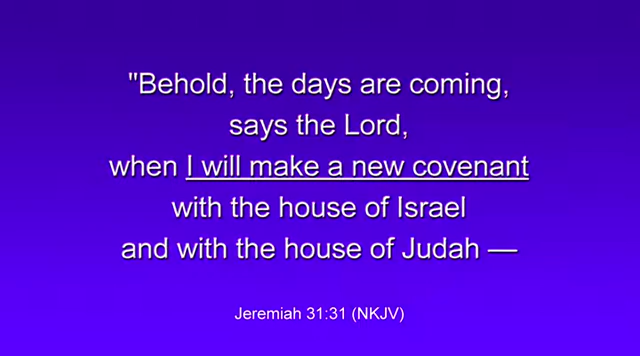 "Behold, the days are coming,
says the Lord,
when I will make a new covenant
with the house of Israel
and with the house of Judah —
Jeremiah 31:31 (NKJV)